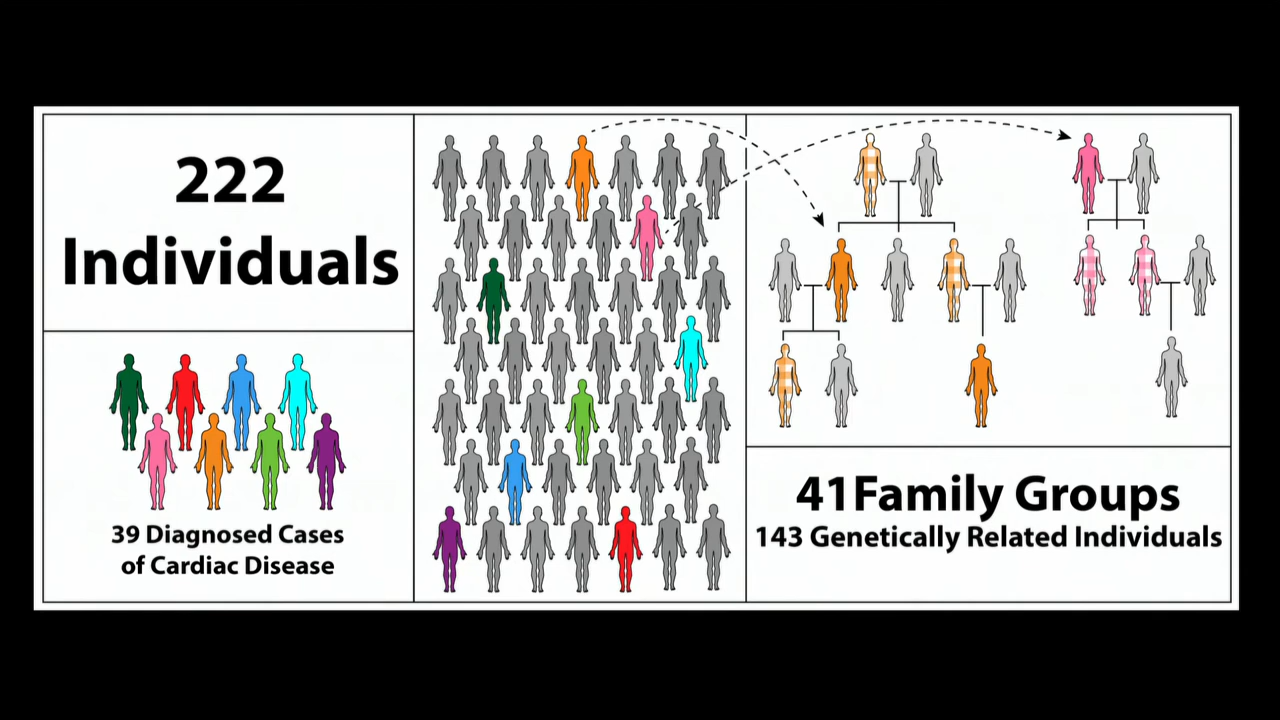 222
Individuals
39 Diagnosed Cases
of Cardiac Disease
41Family Groups
143 Genetically Related Individuals